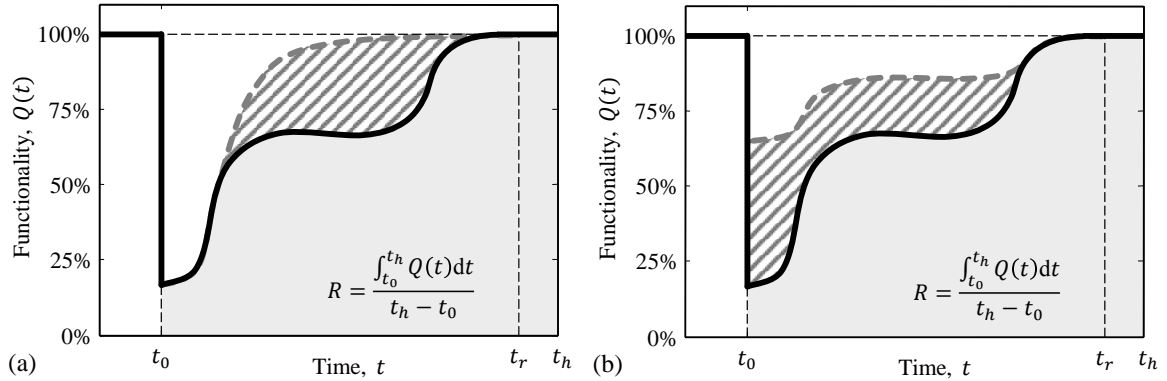 100%
75%
50%
25%
0%
Functionality, Q(t)
R = ∫_{t_0}^{t_h} Q(t)dt / (t_h − t_0)
t_0
Time, t
t_r
t_h
(a)
100%
75%
50%
25%
0%
Functionality, Q(t)
R = ∫_{t_0}^{t_h} Q(t)dt / (t_h − t_0)
t_0
Time, t
t_r
t_h
(b)